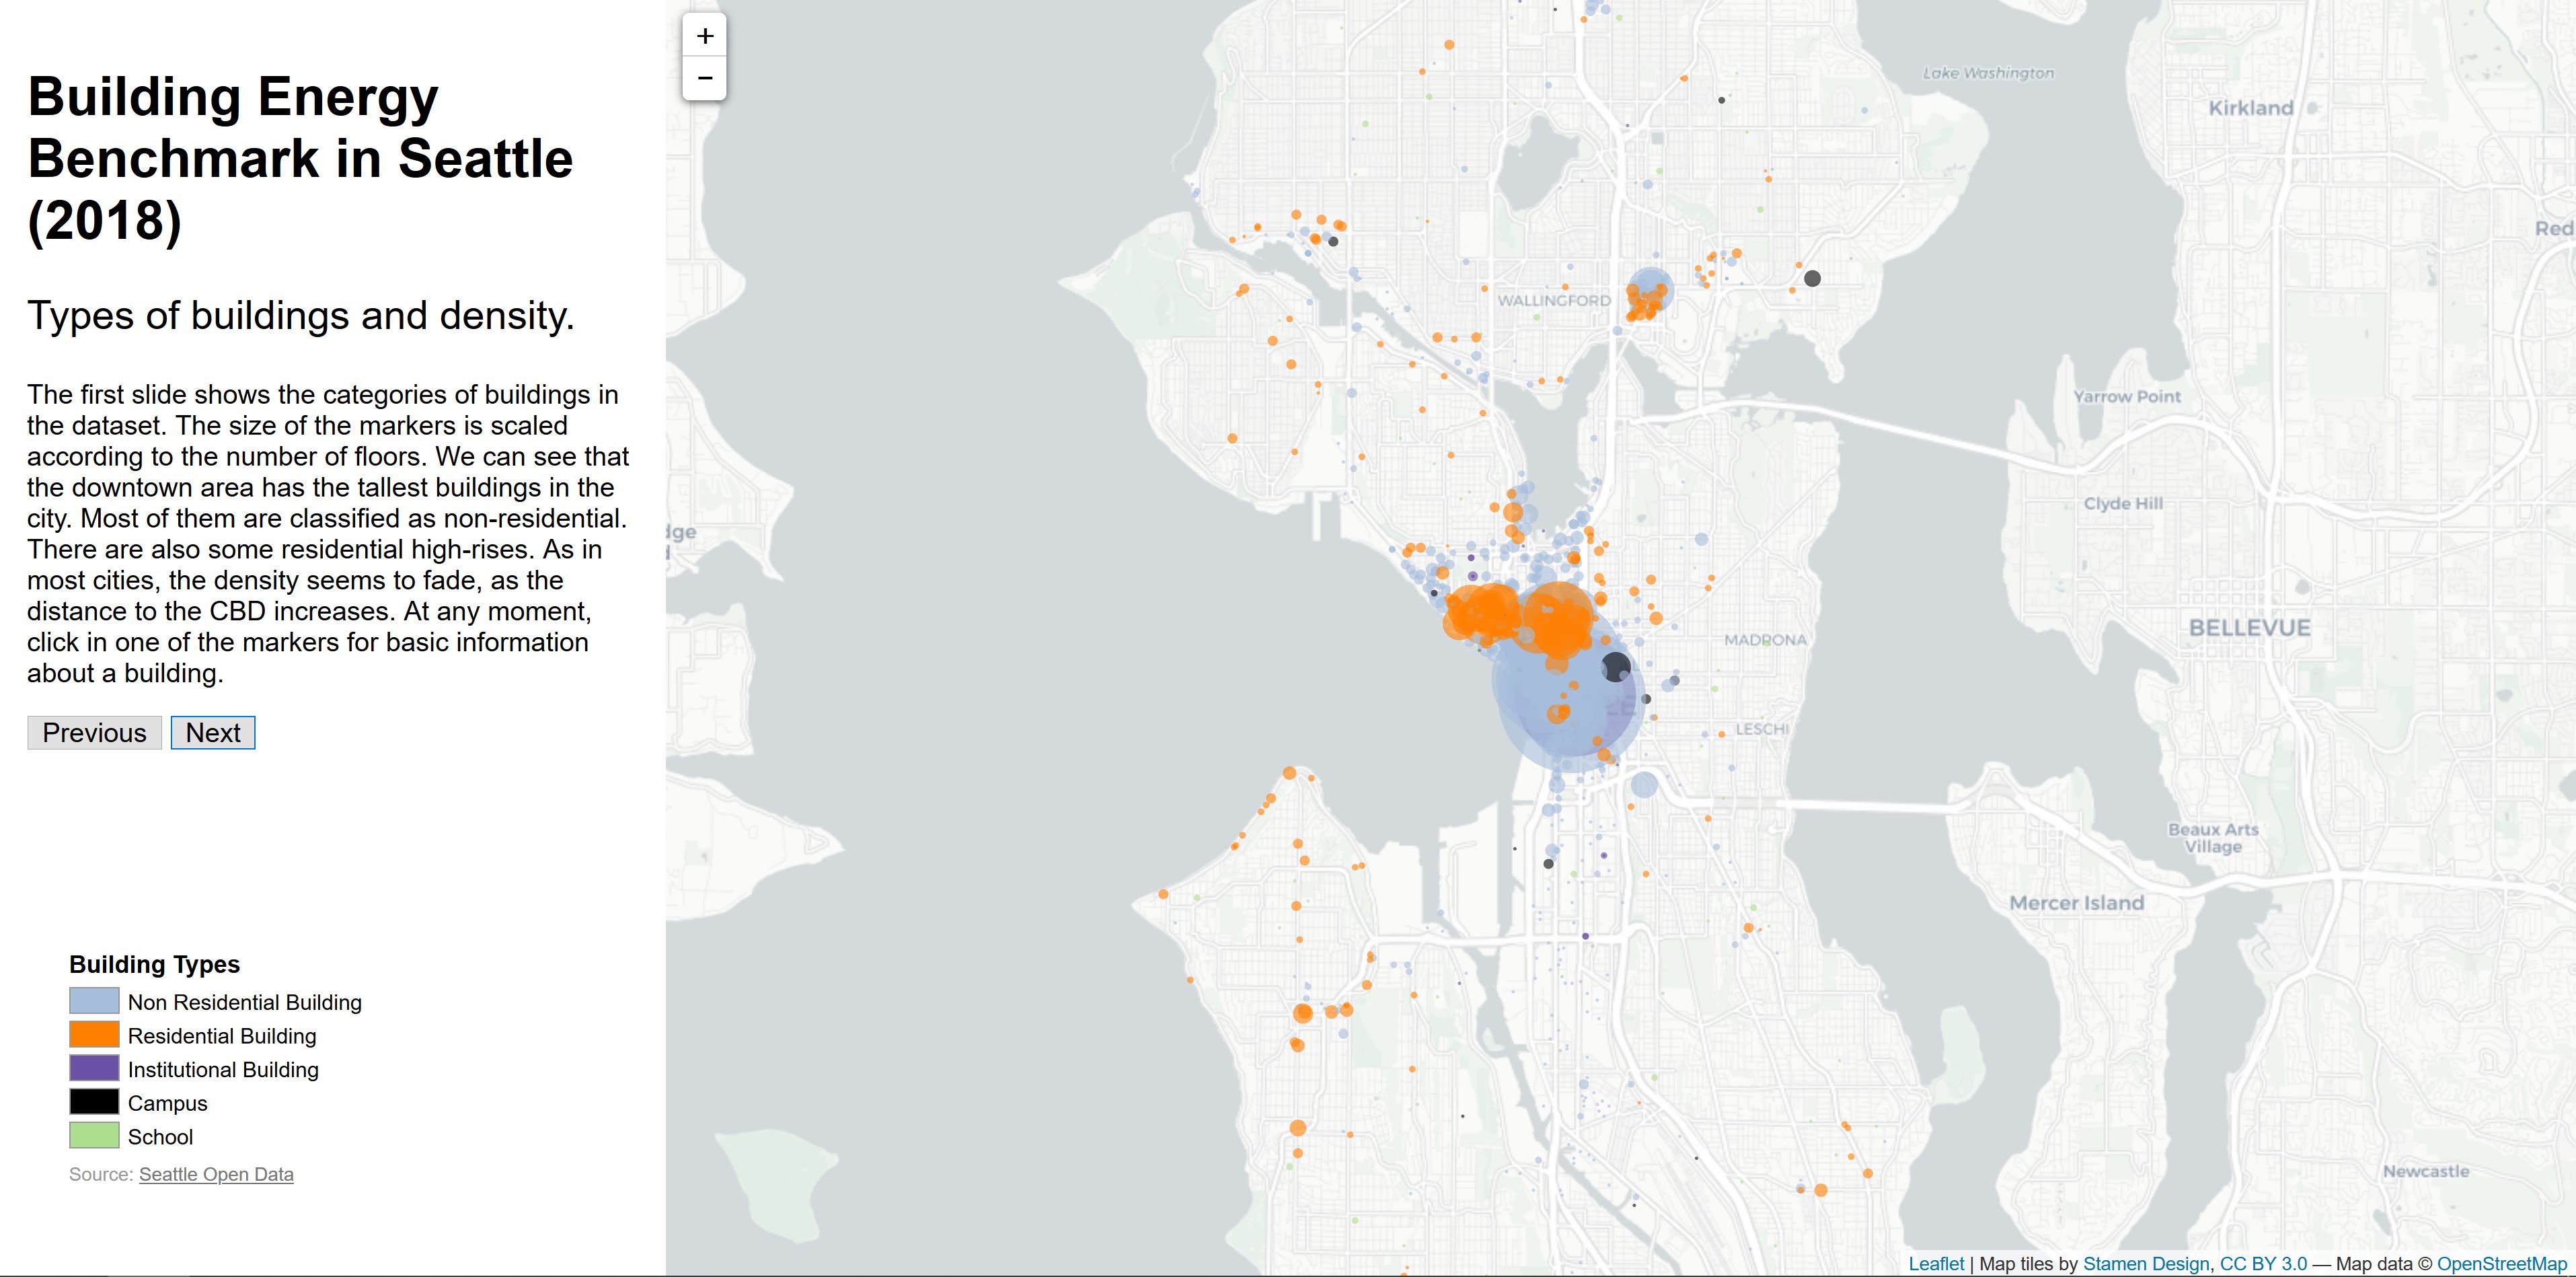 Building Energy
Benchmark in Seattle
(2018)
Types of buildings and density.
The first slide shows the categories of buildings in
the dataset. The size of the markers is scaled
according to the number of floors. We can see that
the downtown area has the tallest buildings in the
city. Most of them are classified as non-residential.
There are also some residential high-rises. As in
most cities, the density seems to fade, as the
distance to the CBD increases. At any moment,
click in one of the markers for basic information
about a building.
Previous Next
Building Types
Non Residential Building
Residential Building
Institutional Building
Campus
School
Source: Seattle Open Data
+
−
Lake Washington
Kirkland
Red
WALLINGFORD
Yarrow Point
Clyde Hill
dge
BELLEVUE
MADRONA
LESCHI
Beaux Arts
Village
Mercer Island
Newcastle
Leaflet | Map tiles by Stamen Design, CC BY 3.0 — Map data © OpenStreetMap